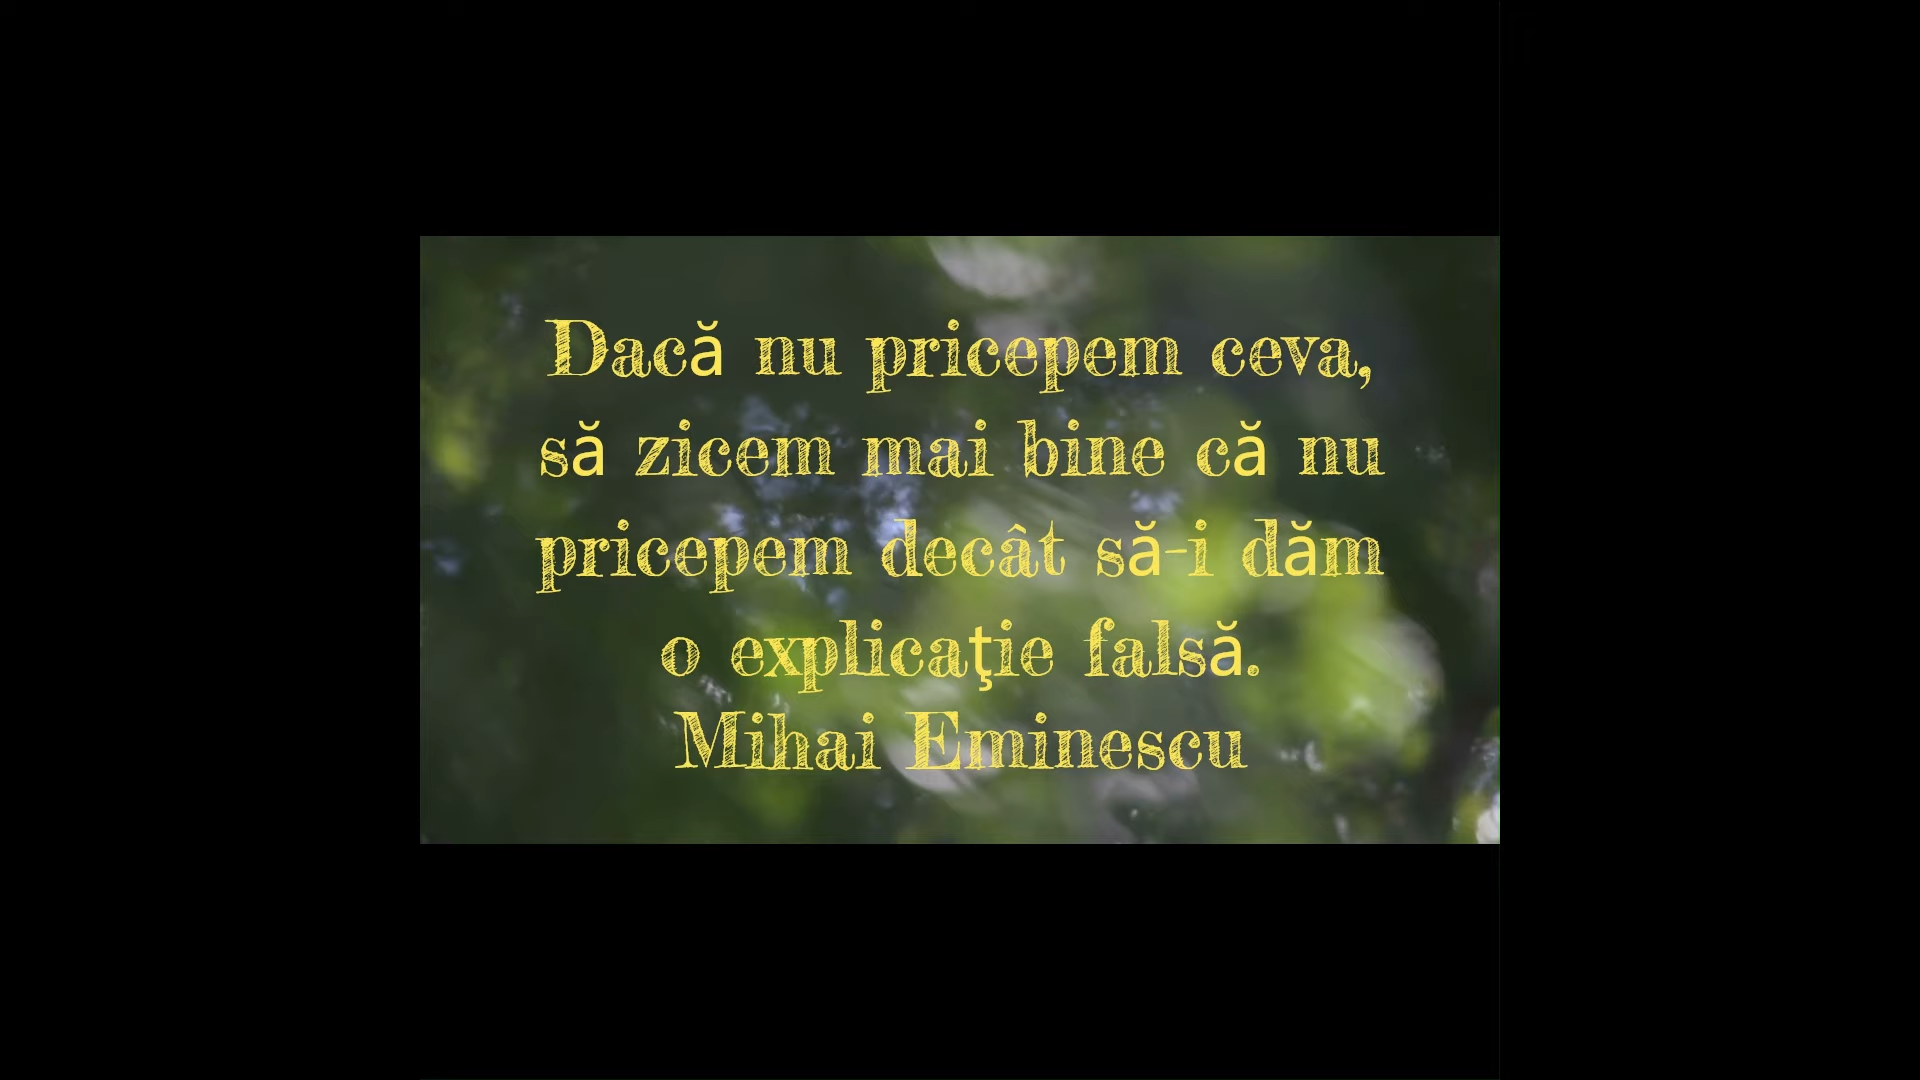 Dacă nu pricepem ceva,
să zicem mai bine că nu
pricepem decât să-i dăm
o explicaţie falsă.
Mihai Eminescu